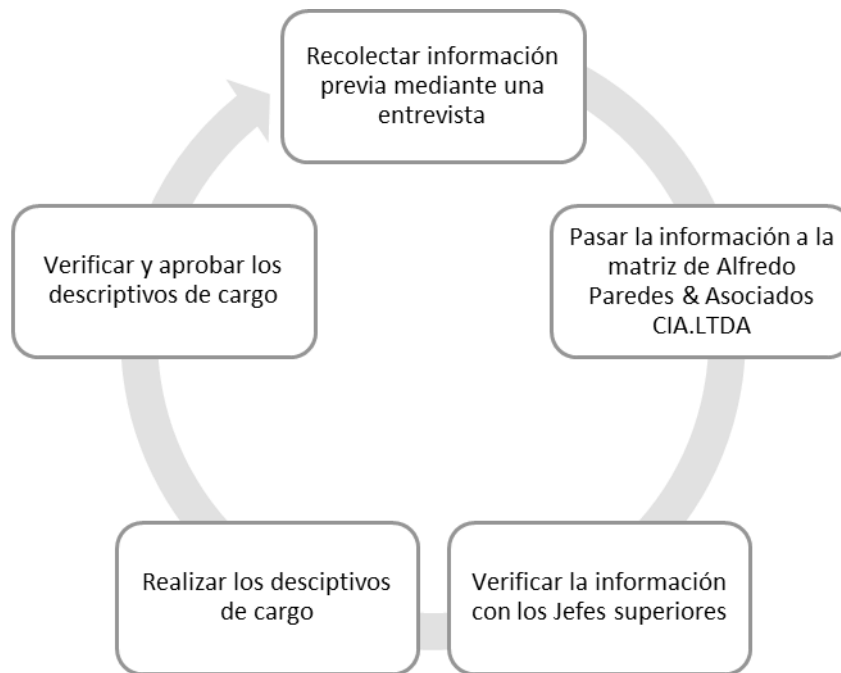 Recolectar información
previa mediante una
entrevista
Pasar la información a la
matriz de Alfredo
Paredes & Asociados
CIA.LTDA
Verificar la información
con los Jefes superiores
Realizar los desciptivos
de cargo
Verificar y aprobar los
descriptivos de cargo